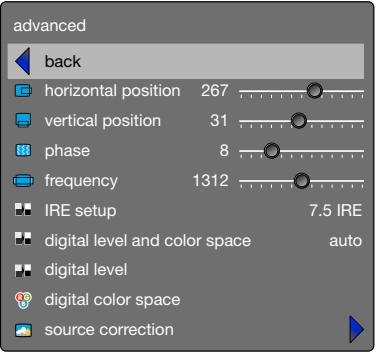 advanced
back
horizontal position 267
vertical position 31
phase 8
frequency 1312
IRE setup 7.5 IRE
digital level and color space auto
digital level
R G B digital color space
source correction